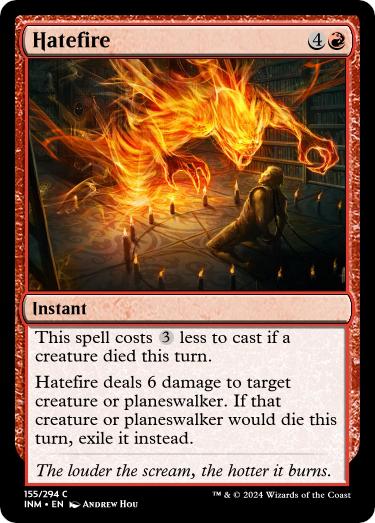 Hatefire 4
Instant
This spell costs 3 less to cast if a
creature died this turn.
Hatefire deals 6 damage to target
creature or planeswalker. If that
creature or planeswalker would die this
turn, exile it instead.
The louder the scream, the hotter it burns.
155/294 C
INM • EN Andrew Hou
™ & © 2024 Wizards of the Coast